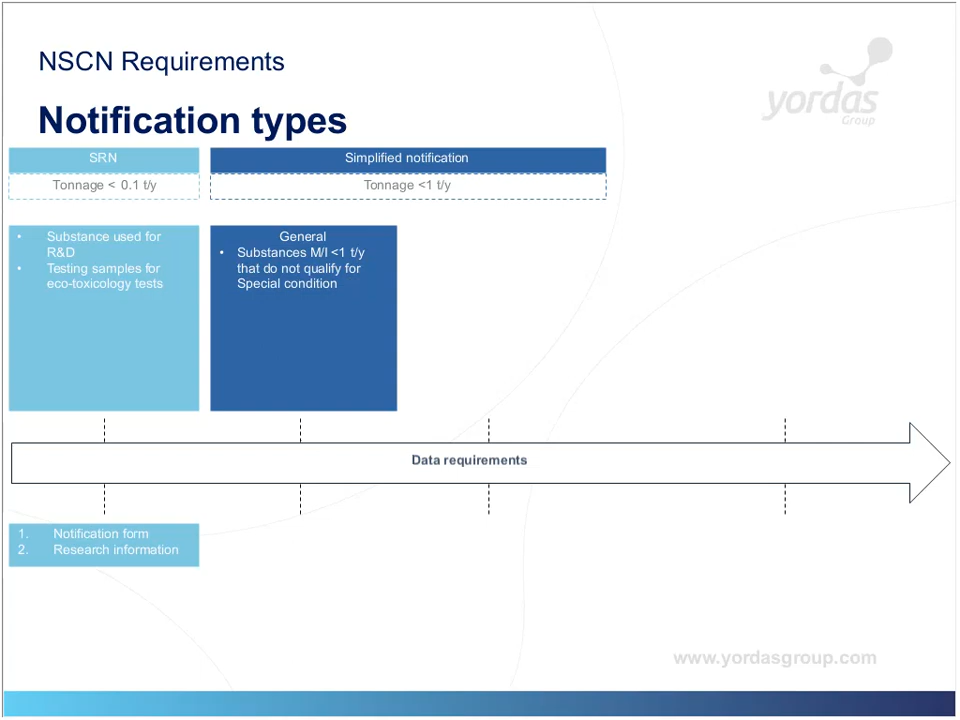 NSCN Requirements
yordas
Group
Notification types
SRN
Simplified notification
Tonnage < 0.1 t/y
Tonnage <1 t/y
• Substance used for
R&D
• Testing samples for
eco-toxicology tests
General
• Substances M/I <1 t/y
that do not qualify for
Special condition
Data requirements
1. Notification form
2. Research information
www.yordasgroup.com